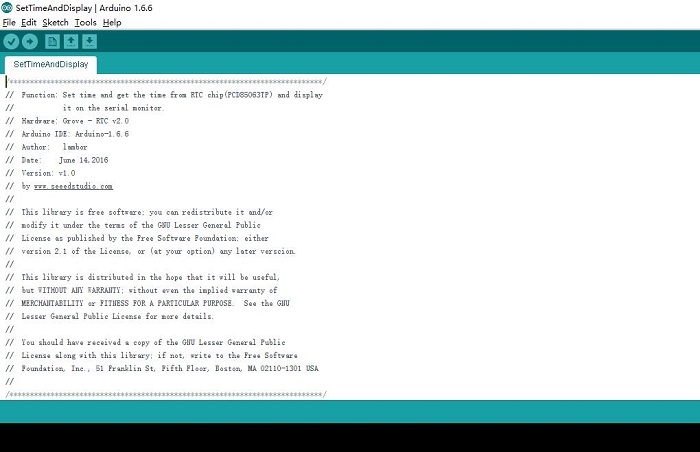 SetTimeAndDisplay | Arduino 1.6.6
File Edit Sketch Tools Help
SetTimeAndDisplay
/****************************************************************************/
// Function: Set time and get the time from RTC chip(PCD85063TP) and display
// it on the serial monitor.
// Hardware: Grove - RTC v2.0
// Arduino IDE: Arduino-1.6.6
// Author: lambor
// Date: June 14,2016
// Version: v1.0
// by www.seeedstudio.com
//
// This library is free software; you can redistribute it and/or
// modify it under the terms of the GNU Lesser General Public
// License as published by the Free Software Foundation; either
// version 2.1 of the License, or (at your option) any later version.
//
// This library is distributed in the hope that it will be useful,
// but WITHOUT ANY WARRANTY; without even the implied warranty of
// MERCHANTABILITY or FITNESS FOR A PARTICULAR PURPOSE. See the GNU
// Lesser General Public License for more details.
//
// You should have received a copy of the GNU Lesser General Public
// License along with this library; if not, write to the Free Software
// Foundation, Inc., 51 Franklin St, Fifth Floor, Boston, MA 02110-1301 USA
//
/****************************************************************************/